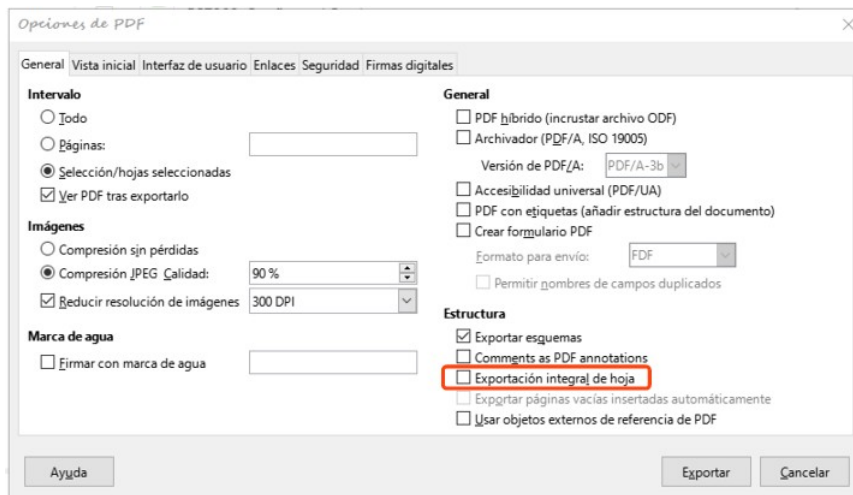 Opciones de PDF
General Vista inicial Interfaz de usuario Enlaces Seguridad Firmas digitales
Intervalo
Todo
Páginas:
Selección/hojas seleccionadas
Ver PDF tras exportarlo
Imágenes
Compresión sin pérdidas
Compresión JPEG Calidad: 90 %
Reducir resolución de imágenes 300 DPI
Marca de agua
Firmar con marca de agua
General
PDF híbrido (incrustar archivo ODF)
Archivador (PDF/A, ISO 19005)
Versión de PDF/A: PDF/A-3b
Accesibilidad universal (PDF/UA)
PDF con etiquetas (añadir estructura del documento)
Crear formulario PDF
Formato para envío: FDF
Permitir nombres de campos duplicados
Estructura
Exportar esquemas
Comments as PDF annotations
Exportación integral de hoja
Exportar páginas vacías insertadas automáticamente
Usar objetos externos de referencia de PDF
Ayuda Exportar Cancelar